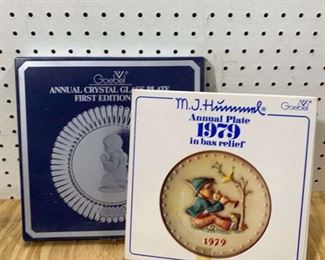 Goebel
ANNUAL CRYSTAL GLASS PLATE
FIRST EDITION
M.J. Hummel®
Goebel
Annual Plate
1979
in bas relief
1979